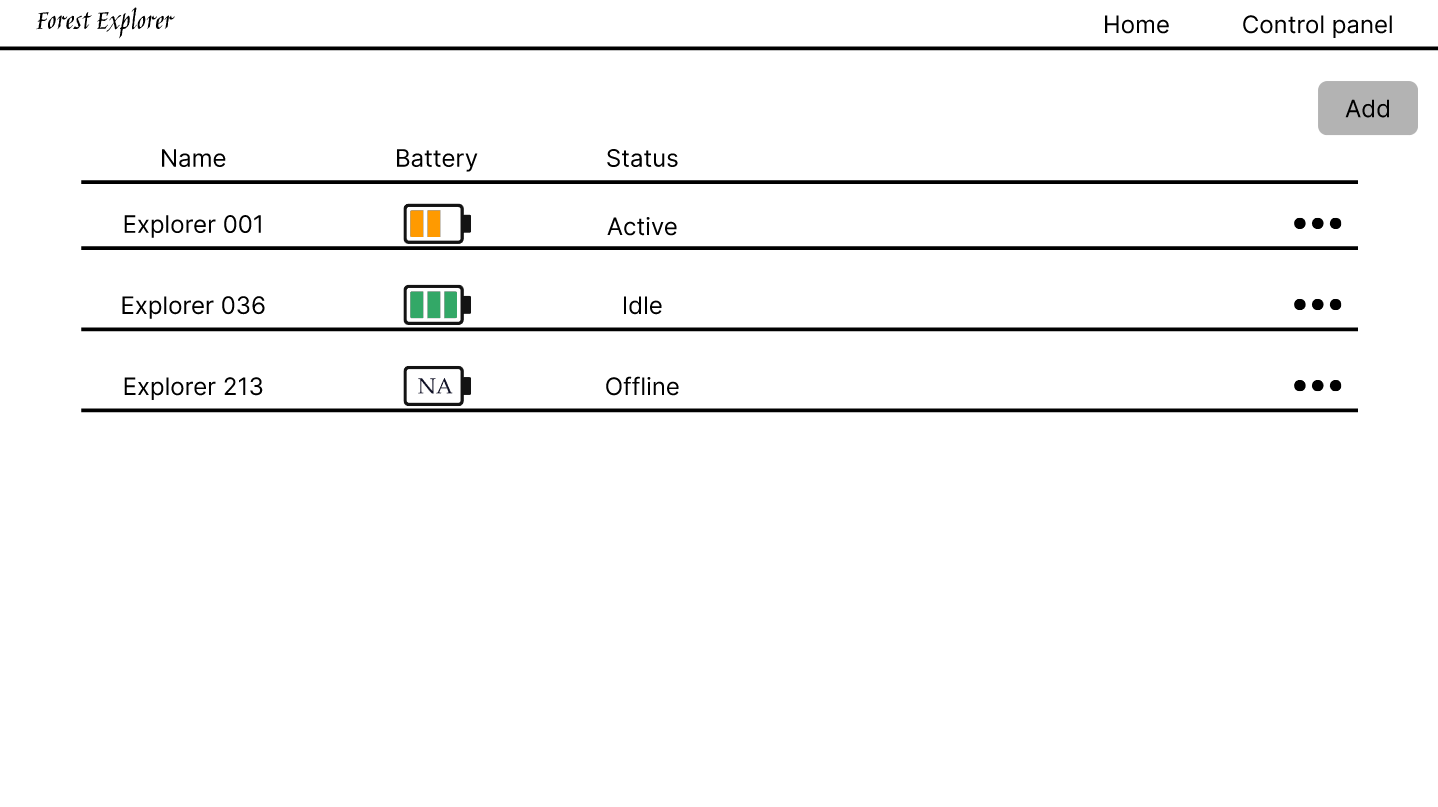 Forest Explorer Home Control panel
Add
Name Battery Status
Explorer 001 Active
Explorer 036 Idle
Explorer 213 NA Offline